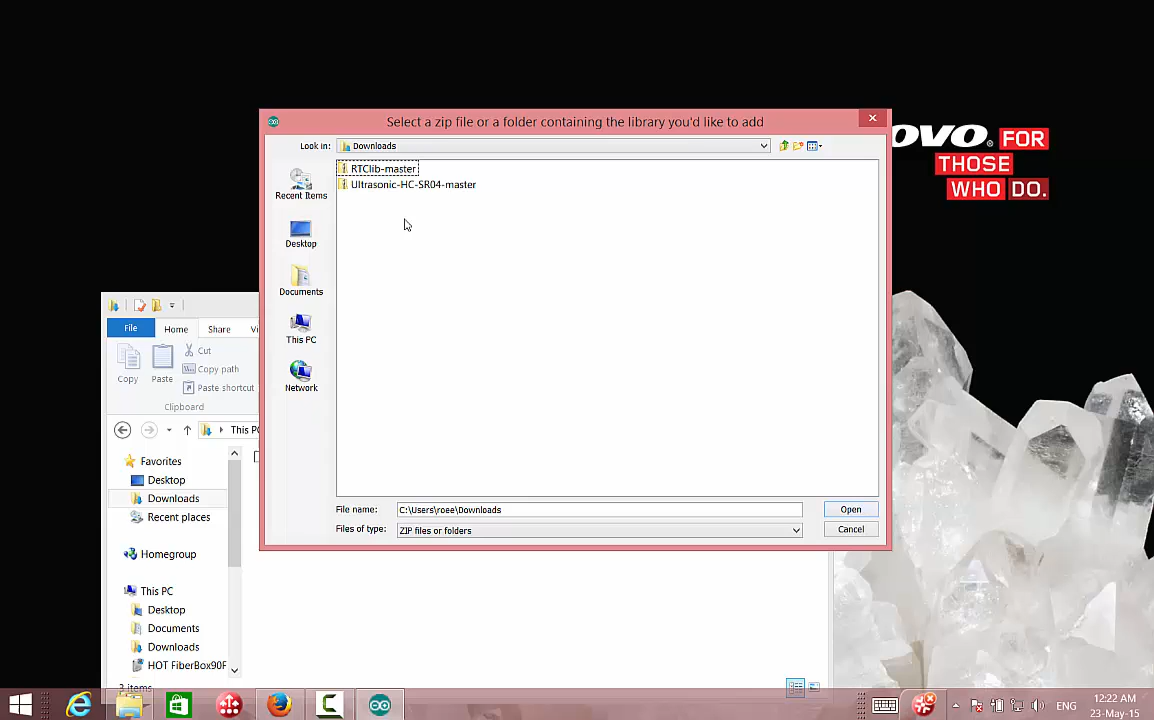 Select a zip file or a folder containing the library you'd like to add
Look in:
Downloads
RTClib-master
Ultrasonic-HC-SR04-master
Recent Items
Desktop
Documents
This PC
Network
File name:
C:\Users\roee\Downloads
Open
Files of type:
ZIP files or folders
Cancel
OVO. FOR
THOSE
WHO DO.
File
Home
Share
Copy
Paste
Cut
Copy path
Paste shortcut
Clipboard
This PC
Favorites
Desktop
Downloads
Recent places
Homegroup
This PC
Desktop
Documents
Downloads
HOT FiberBox90F
3 items
ENG
12:22 AM
23-May-15